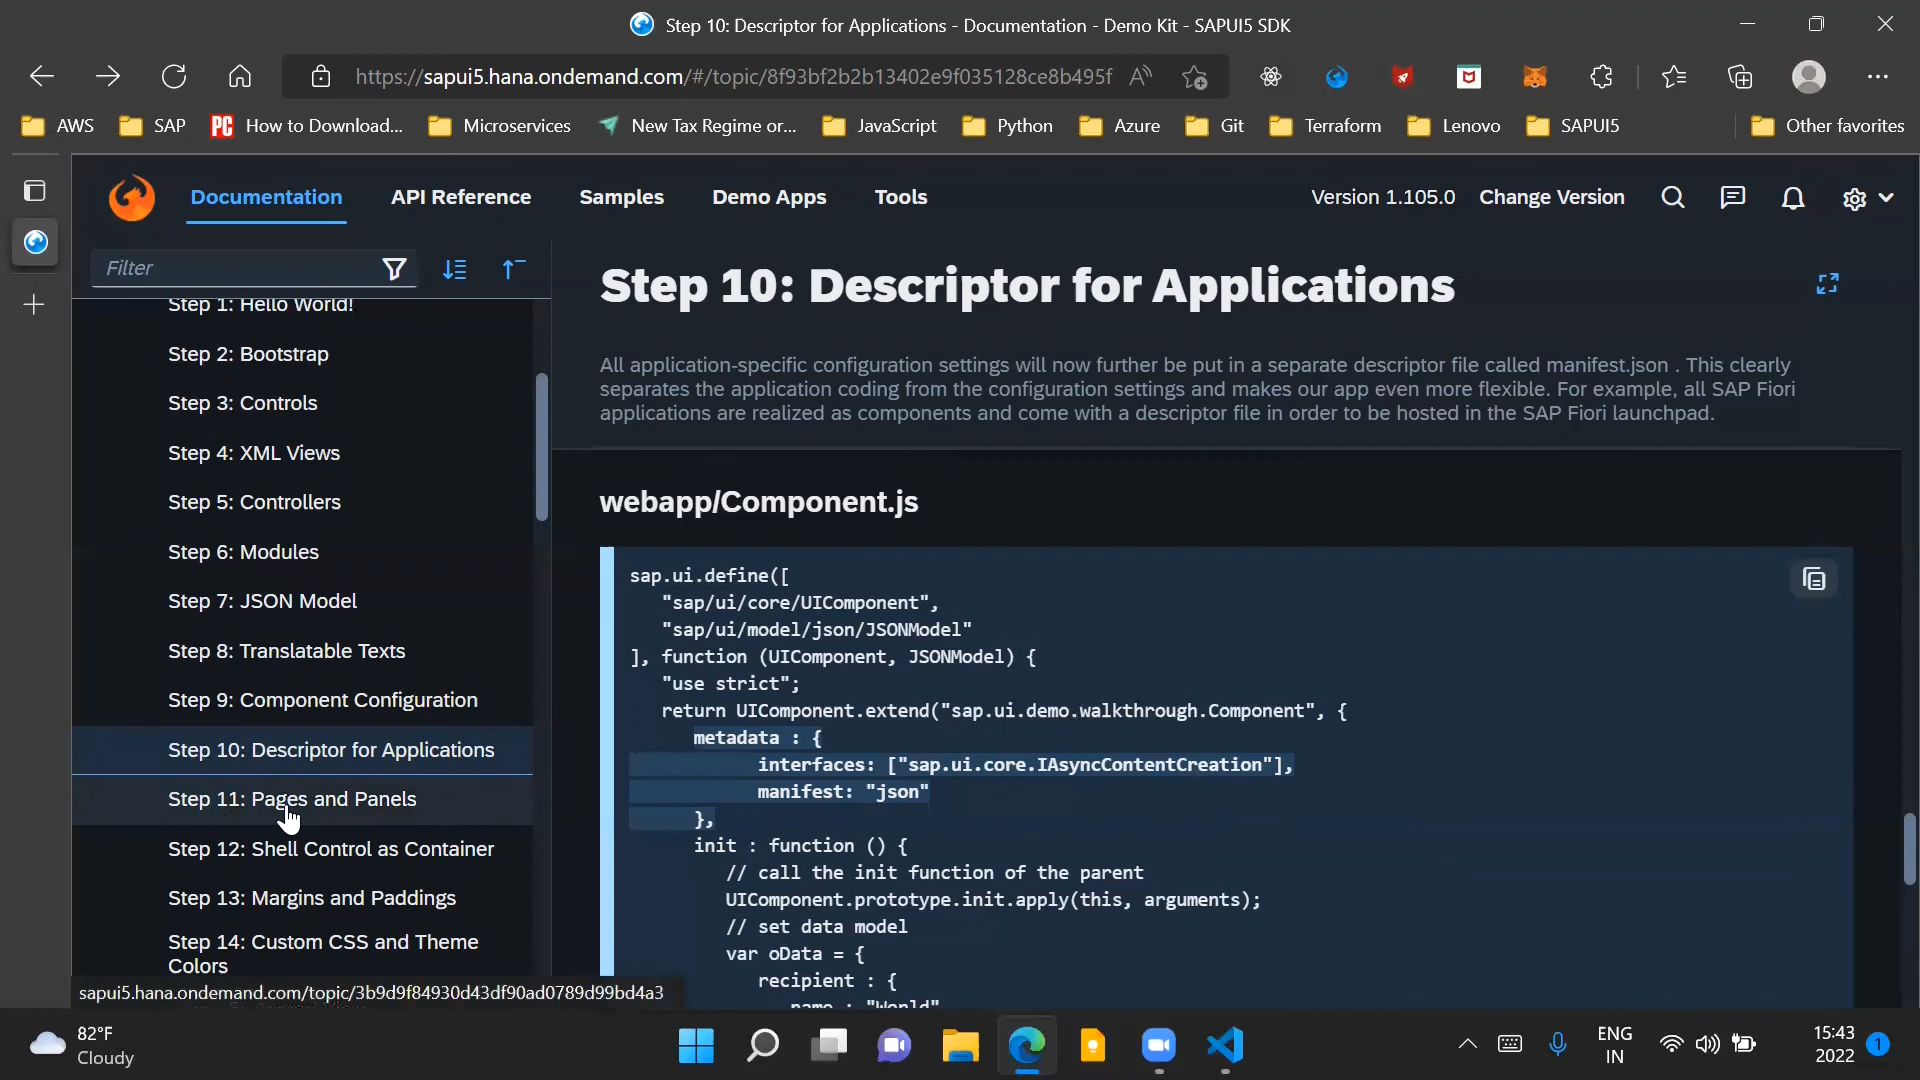 Step 10: Descriptor for Applications - Documentation - Demo Kit - SAPUI5 SDK
https://sapui5.hana.ondemand.com/#/topic/8f93bf2b2b13402e9f035128ce8b495f
AWS
SAP
How to Download...
Microservices
New Tax Regime or...
JavaScript
Python
Azure
Git
Terraform
Lenovo
SAPUI5
Other favorites
Documentation
API Reference
Samples
Demo Apps
Tools
Version 1.105.0
Change Version
Filter
Step 1: Hello World!
Step 2: Bootstrap
Step 3: Controls
Step 4: XML Views
Step 5: Controllers
Step 6: Modules
Step 7: JSON Model
Step 8: Translatable Texts
Step 9: Component Configuration
Step 10: Descriptor for Applications
Step 11: Pages and Panels
Step 12: Shell Control as Container
Step 13: Margins and Paddings
Step 14: Custom CSS and Theme
Colors
sapui5.hana.ondemand.com/topic/3b9d9f84930d43df90ad0789d99bd4a3
Step 10: Descriptor for Applications
All application-specific configuration settings will now further be put in a separate descriptor file called manifest.json . This clearly
separates the application coding from the configuration settings and makes our app even more flexible. For example, all SAP Fiori
applications are realized as components and come with a descriptor file in order to be hosted in the SAP Fiori launchpad.
webapp/Component.js
sap.ui.define([
"sap/ui/core/UIComponent",
"sap/ui/model/json/JSONModel"
], function (UIComponent, JSONModel) {
"use strict";
return UIComponent.extend("sap.ui.demo.walkthrough.Component", {
metadata : {
interfaces: ["sap.ui.core.IAsyncContentCreation"],
manifest: "json"
},
init : function () {
// call the init function of the parent
UIComponent.prototype.init.apply(this, arguments);
// set data model
var oData = {
recipient : {
name : "World"
82°F
Cloudy
ENG
IN
15:43
2022
1